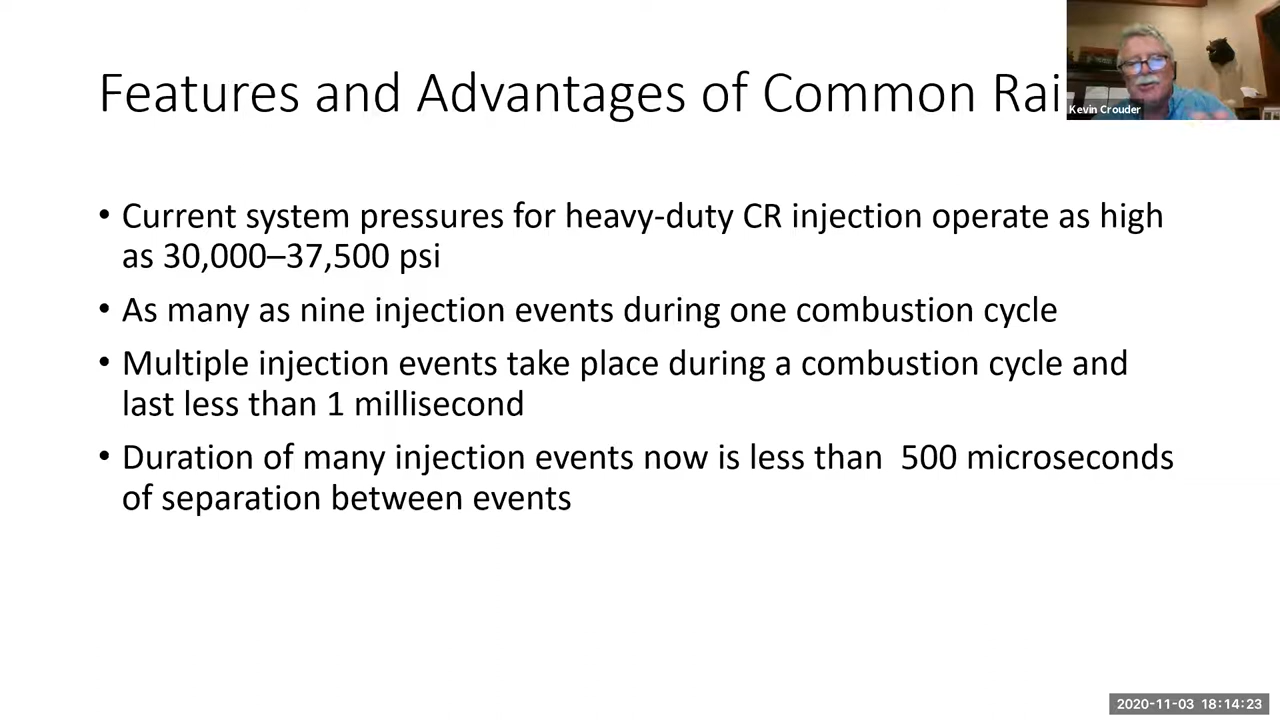 Features and Advantages of Common Rai
Kevin Crouder
• Current system pressures for heavy-duty CR injection operate as high
as 30,000–37,500 psi
• As many as nine injection events during one combustion cycle
• Multiple injection events take place during a combustion cycle and
last less than 1 millisecond
• Duration of many injection events now is less than  500 microseconds
of separation between events
2020-11-03 18:14:23